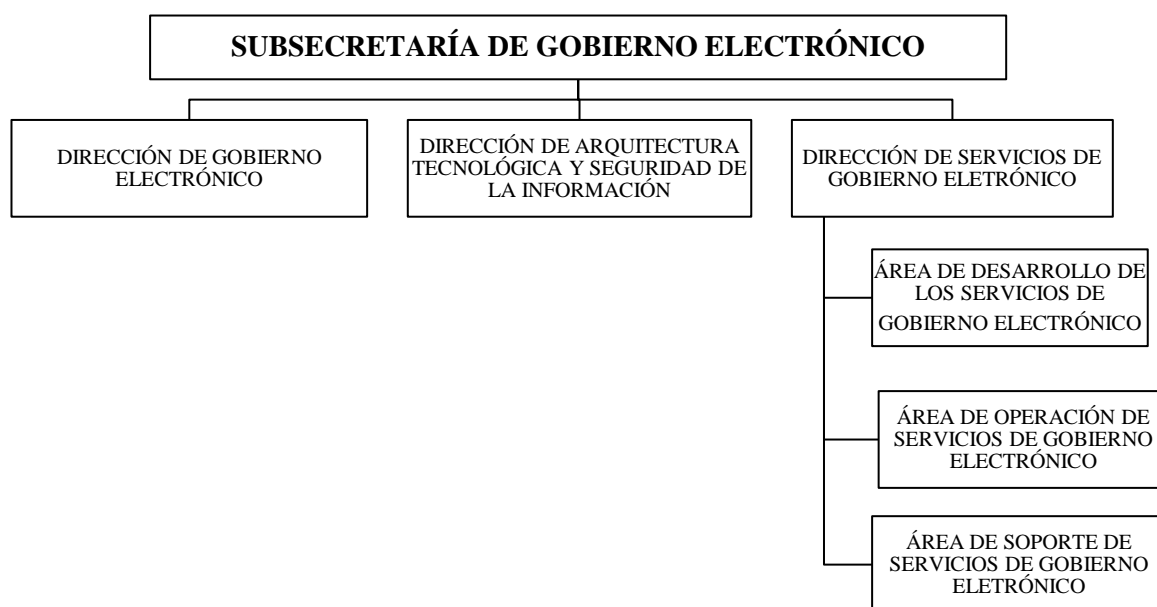 SUBSECRETARÍA DE GOBIERNO ELECTRÓNICO
DIRECCIÓN DE GOBIERNO
ELECTRÓNICO
DIRECCIÓN DE ARQUITECTURA
TECNOLÓGICA Y SEGURIDAD DE
LA INFORMACIÓN
DIRECCIÓN DE SERVICIOS DE
GOBIERNO ELETRÓNICO
ÁREA DE DESARROLLO DE
LOS SERVICIOS DE
GOBIERNO ELECTRÓNICO
ÁREA DE OPERACIÓN DE
SERVICIOS DE GOBIERNO
ELECTRÓNICO
ÁREA DE SOPORTE DE
SERVICIOS DE GOBIERNO
ELETRÓNICO